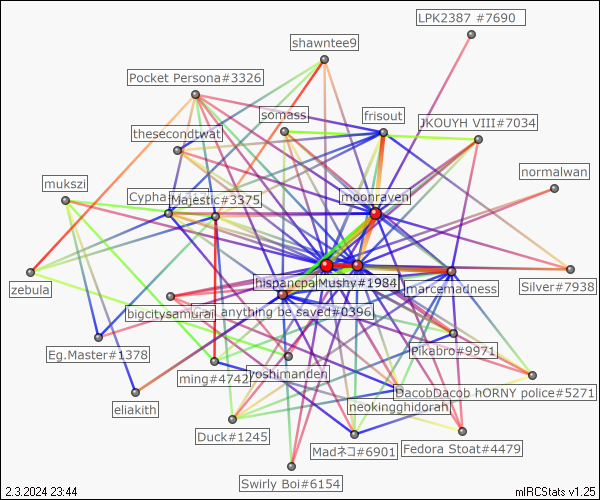 LPK2387 #7690
shawntee9
Pocket Persona#3326
somass
frisout
JKOUYH VIII#7034
thesecondtwat
normalwan
mukszi
Majestic#3375
moonraven
zebula
hispancpa
Mushy#1984
marcemadness
Silver#7938
bigcitysamurai
anything be saved#0396
Eg.Master#1378
Pikabro#9971
ming#4742
yoshimanden
DacobDacob hORNY police#5271
eliakith
neokingghidorah
Duck#1245
Madネコ#6901
Fedora Stoat#4479
Swirly Boi#6154
2.3.2024 23:44
mIRCStats v1.25